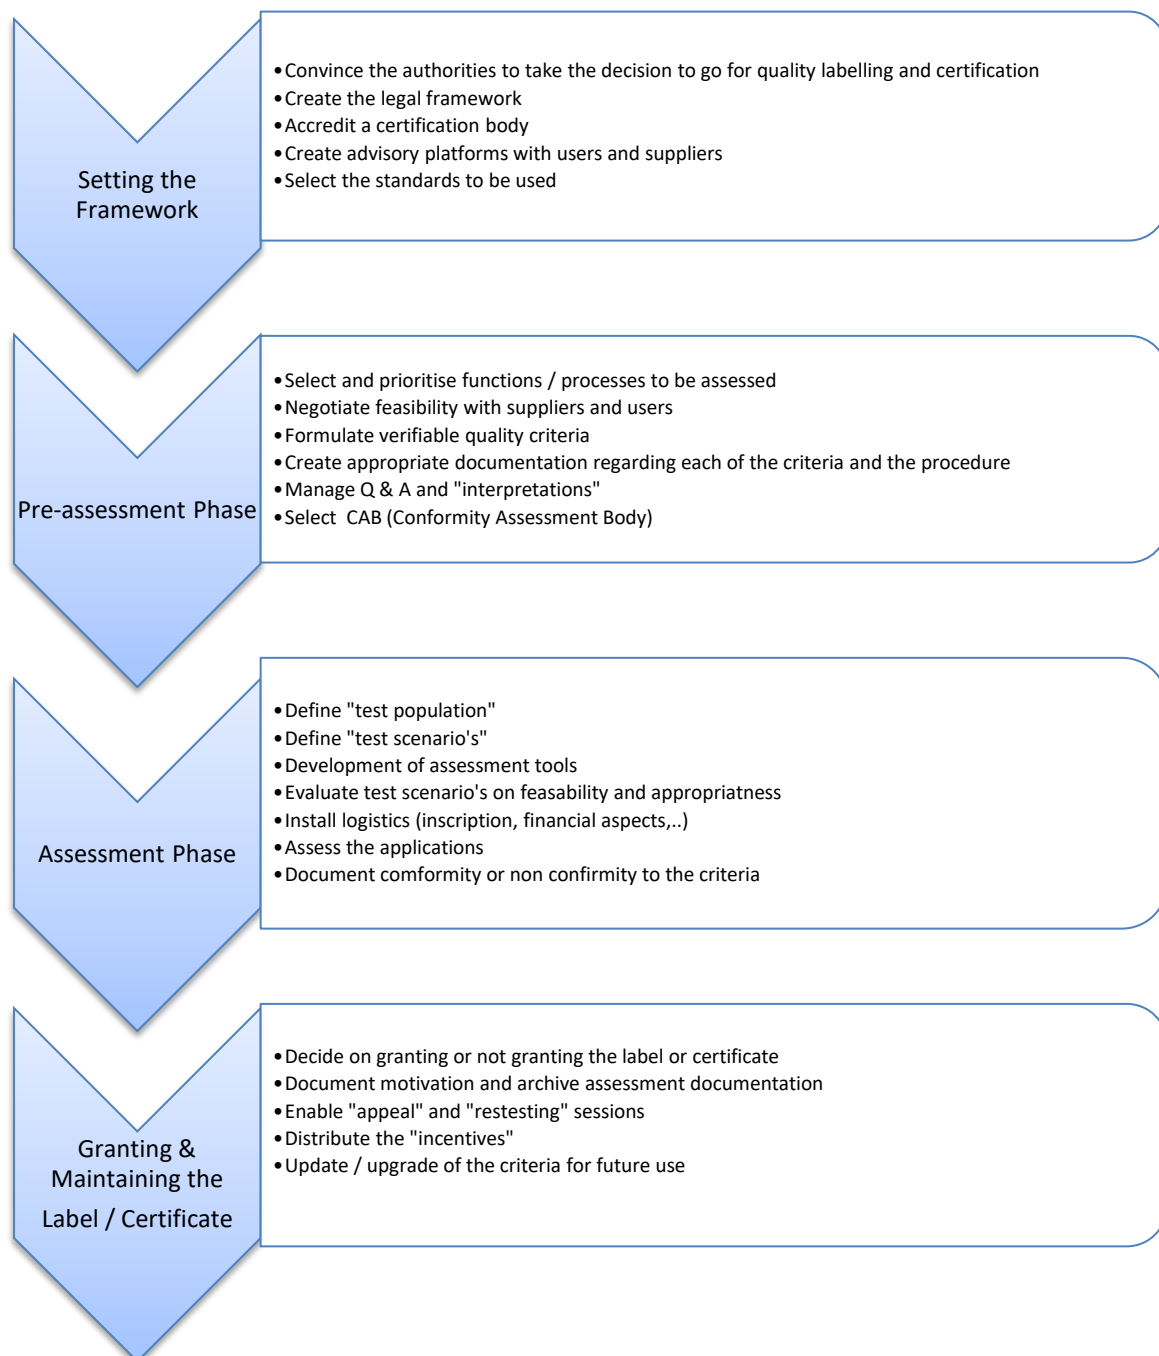 Setting the
Framework
•Convince the authorities to take the decision to go for quality labelling and certification
•Create the legal framework
•Accredit a certification body
•Create advisory platforms with users and suppliers
•Select the standards to be used
Pre-assessment Phase
•Select and prioritise functions / processes to be assessed
•Negotiate feasibility with suppliers and users
•Formulate verifiable quality criteria
•Create appropriate documentation regarding each of the criteria and the procedure
•Manage Q & A and "interpretations"
•Select  CAB (Conformity Assessment Body)
Assessment Phase
•Define "test population"
•Define "test scenario's"
•Development of assessment tools
•Evaluate test scenario's on feasability and appropriatness
•Install logistics (inscription, financial aspects,..)
•Assess the applications
•Document comformity or non confirmity to the criteria
Granting &
Maintaining the
Label / Certificate
•Decide on granting or not granting the label or certificate
•Document motivation and archive assessment documentation
•Enable "appeal" and "restesting" sessions
•Distribute the "incentives"
•Update / upgrade of the criteria for future use